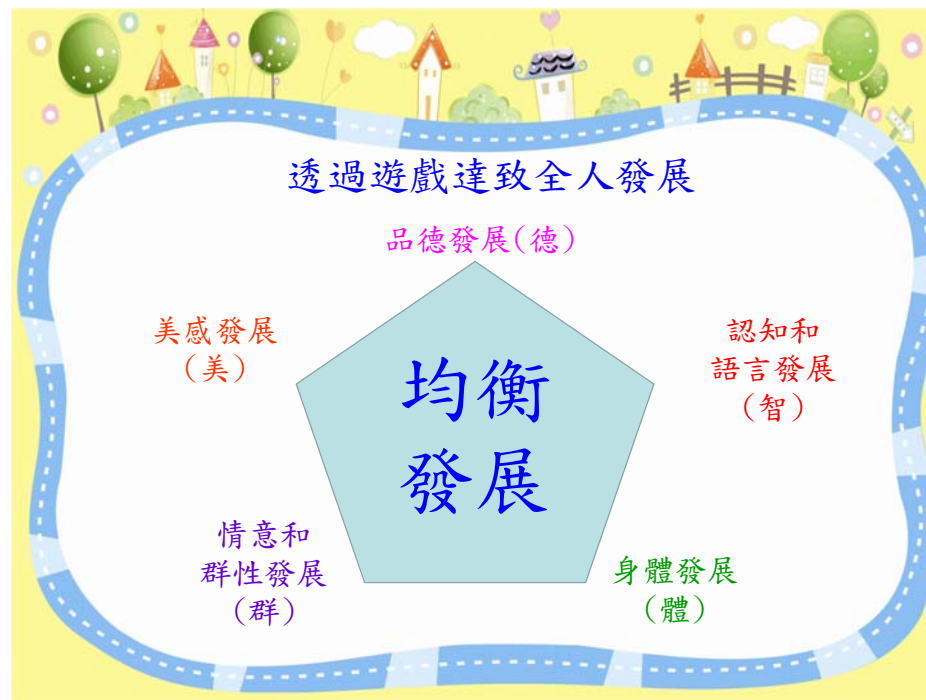 透過遊戲達致全人發展
品德發展(德)
美感發展
(美)
認知和
語言發展
(智)
均衡
發展
情意和
群性發展
(群)
身體發展
(體)